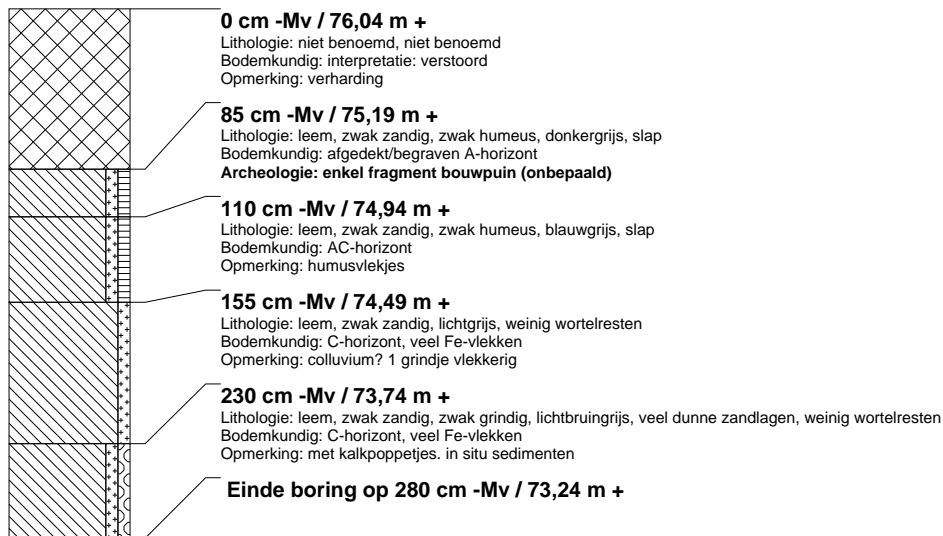 0 cm -Mv / 76,04 m +
Lithologie: niet benoemd, niet benoemd
Bodemkundig: interpretatie: verstoord
Opmerking: verharding
85 cm -Mv / 75,19 m +
Lithologie: leem, zwak zandig, zwak humeus, donkergrijs, slap
Bodemkundig: afgedekt/begraven A-horizont
Archeologie: enkel fragment bouwpuin (onbepaald)
110 cm -Mv / 74,94 m +
Lithologie: leem, zwak zandig, zwak humeus, blauwgrijs, slap
Bodemkundig: AC-horizont
Opmerking: humusvlekjes
155 cm -Mv / 74,49 m +
Lithologie: leem, zwak zandig, lichtgrijs, weinig wortelresten
Bodemkundig: C-horizont, veel Fe-vlekken
Opmerking: colluvium? 1 grindje vlekkerig
230 cm -Mv / 73,74 m +
Lithologie: leem, zwak zandig, zwak grindig, lichtbruingrijs, veel dunne zandlagen, weinig wortelresten
Bodemkundig: C-horizont, veel Fe-vlekken
Opmerking: met kalkpoppetjes. in situ sedimenten
Einde boring op 280 cm -Mv / 73,24 m +